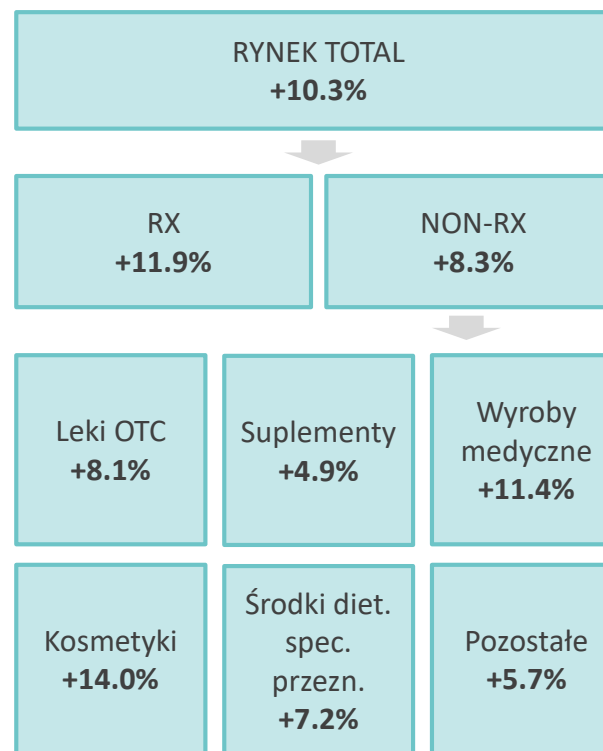 RYNEK TOTAL
+10.3%
RX
+11.9%
NON-RX
+8.3%
Leki OTC
+8.1%
Suplementy
+4.9%
Wyroby
medyczne
+11.4%
Kosmetyki
+14.0%
Środki diet.
spec.
przezn.
+7.2%
Pozostałe
+5.7%